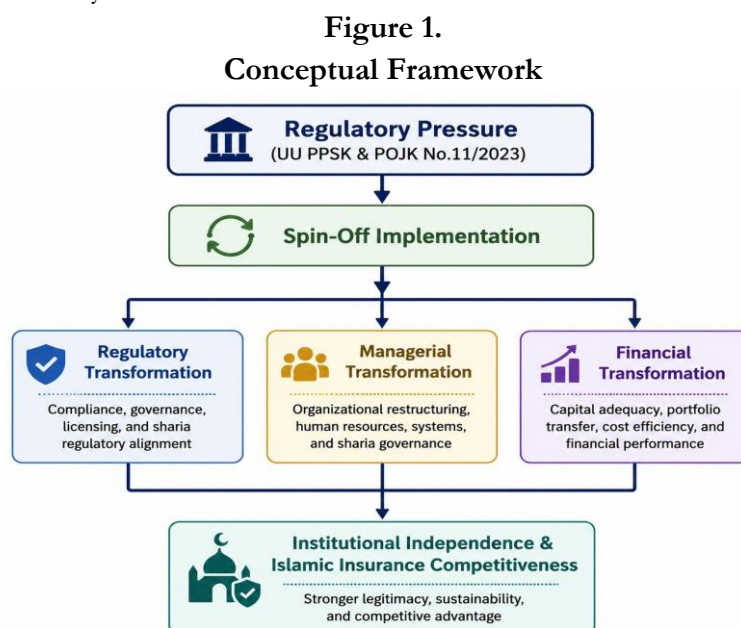 Figure 1.
Conceptual Framework
Regulatory Pressure
(UU PPSK & POJK No.11/2023)
Spin-Off Implementation
Regulatory
Transformation
Compliance, governance,
licensing, and sharia
regulatory alignment
Managerial
Transformation
Organizational restructuring,
human resources, systems,
and sharia governance
Financial
Transformation
Capital adequacy, portfolio
transfer, cost efficiency, and
financial performance
Institutional Independence &
Islamic Insurance Competitiveness
Stronger legitimacy, sustainability,
and competitive advantage